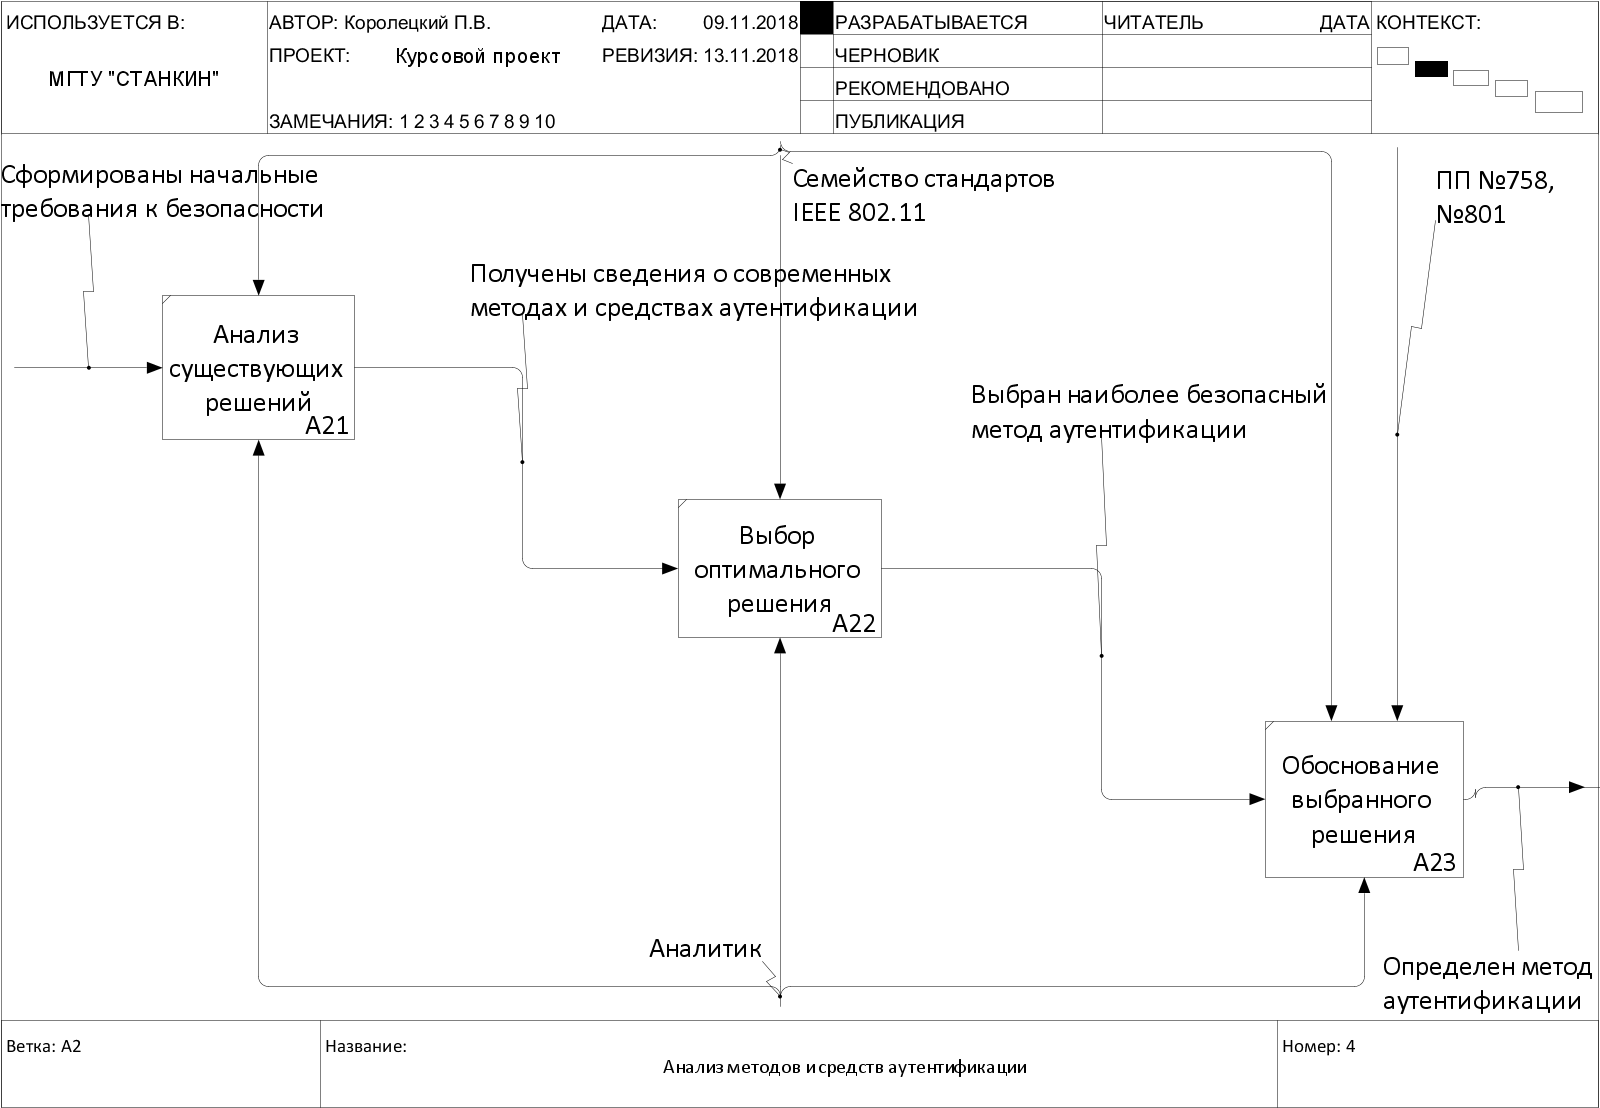 ИСПОЛЬЗУЕТСЯ В:
МГТУ "СТАНКИН"
АВТОР: Королецкий П.В.
ДАТА: 09.11.2018
ПРОЕКТ: Курсовой проект
РЕВИЗИЯ: 13.11.2018
ЗАМЕЧАНИЯ: 1 2 3 4 5 6 7 8 9 10
РАЗРАБАТЫВАЕТСЯ
ЧЕРНОВИК
РЕКОМЕНДОВАНО
ПУБЛИКАЦИЯ
ЧИТАТЕЛЬ
ДАТА
КОНТЕКСТ:
Сформированы начальные
требования к безопасности
Семейство стандартов
IEEE 802.11
ПП №758,
№801
Получены сведения о современных
методах и средствах аутентификации
Анализ
существующих
решений
A21
Выбран наиболее безопасный
метод аутентификации
Выбор
оптимального
решения
A22
Обоснование
выбранного
решения
A23
Аналитик
Определен метод
аутентификации
Ветка: A2
Название:
Анализ методов и средств аутентификации
Номер: 4